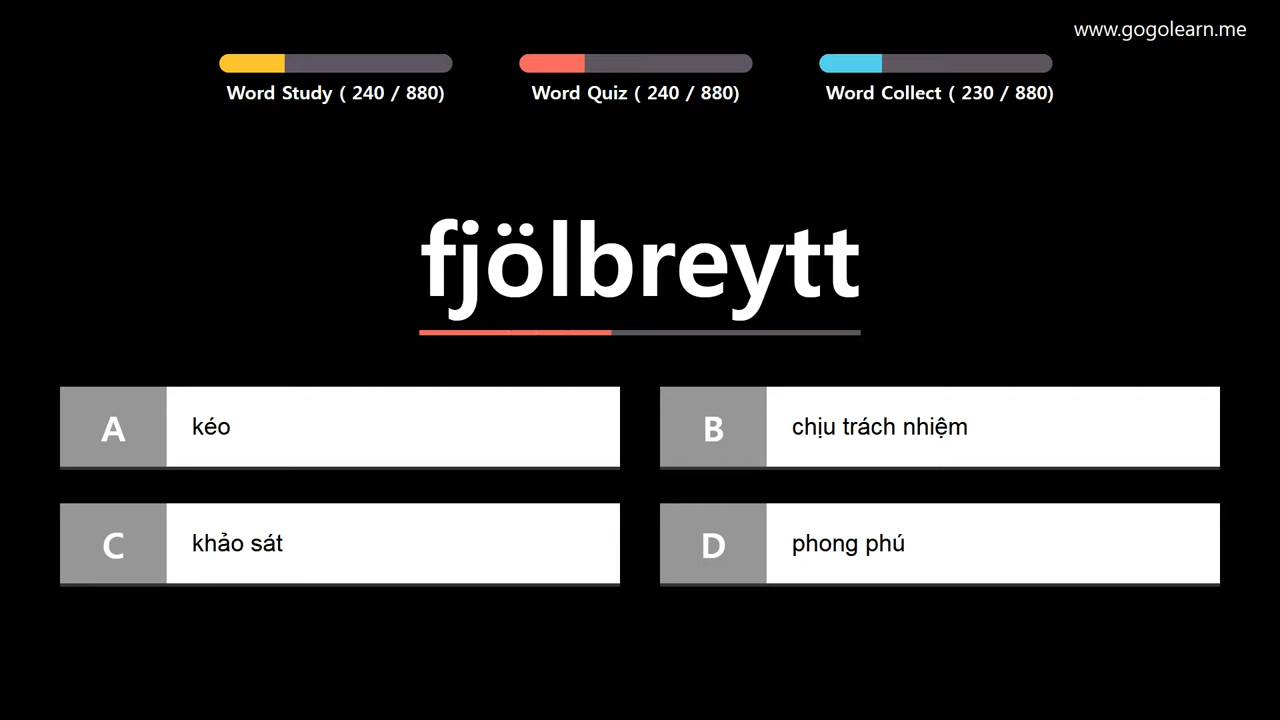 www.gogolearn.me
Word Study ( 240 / 880)
Word Quiz ( 240 / 880)
Word Collect ( 230 / 880)
fjölbreytt
A
kéo
B
chịu trách nhiệm
C
khảo sát
D
phong phú